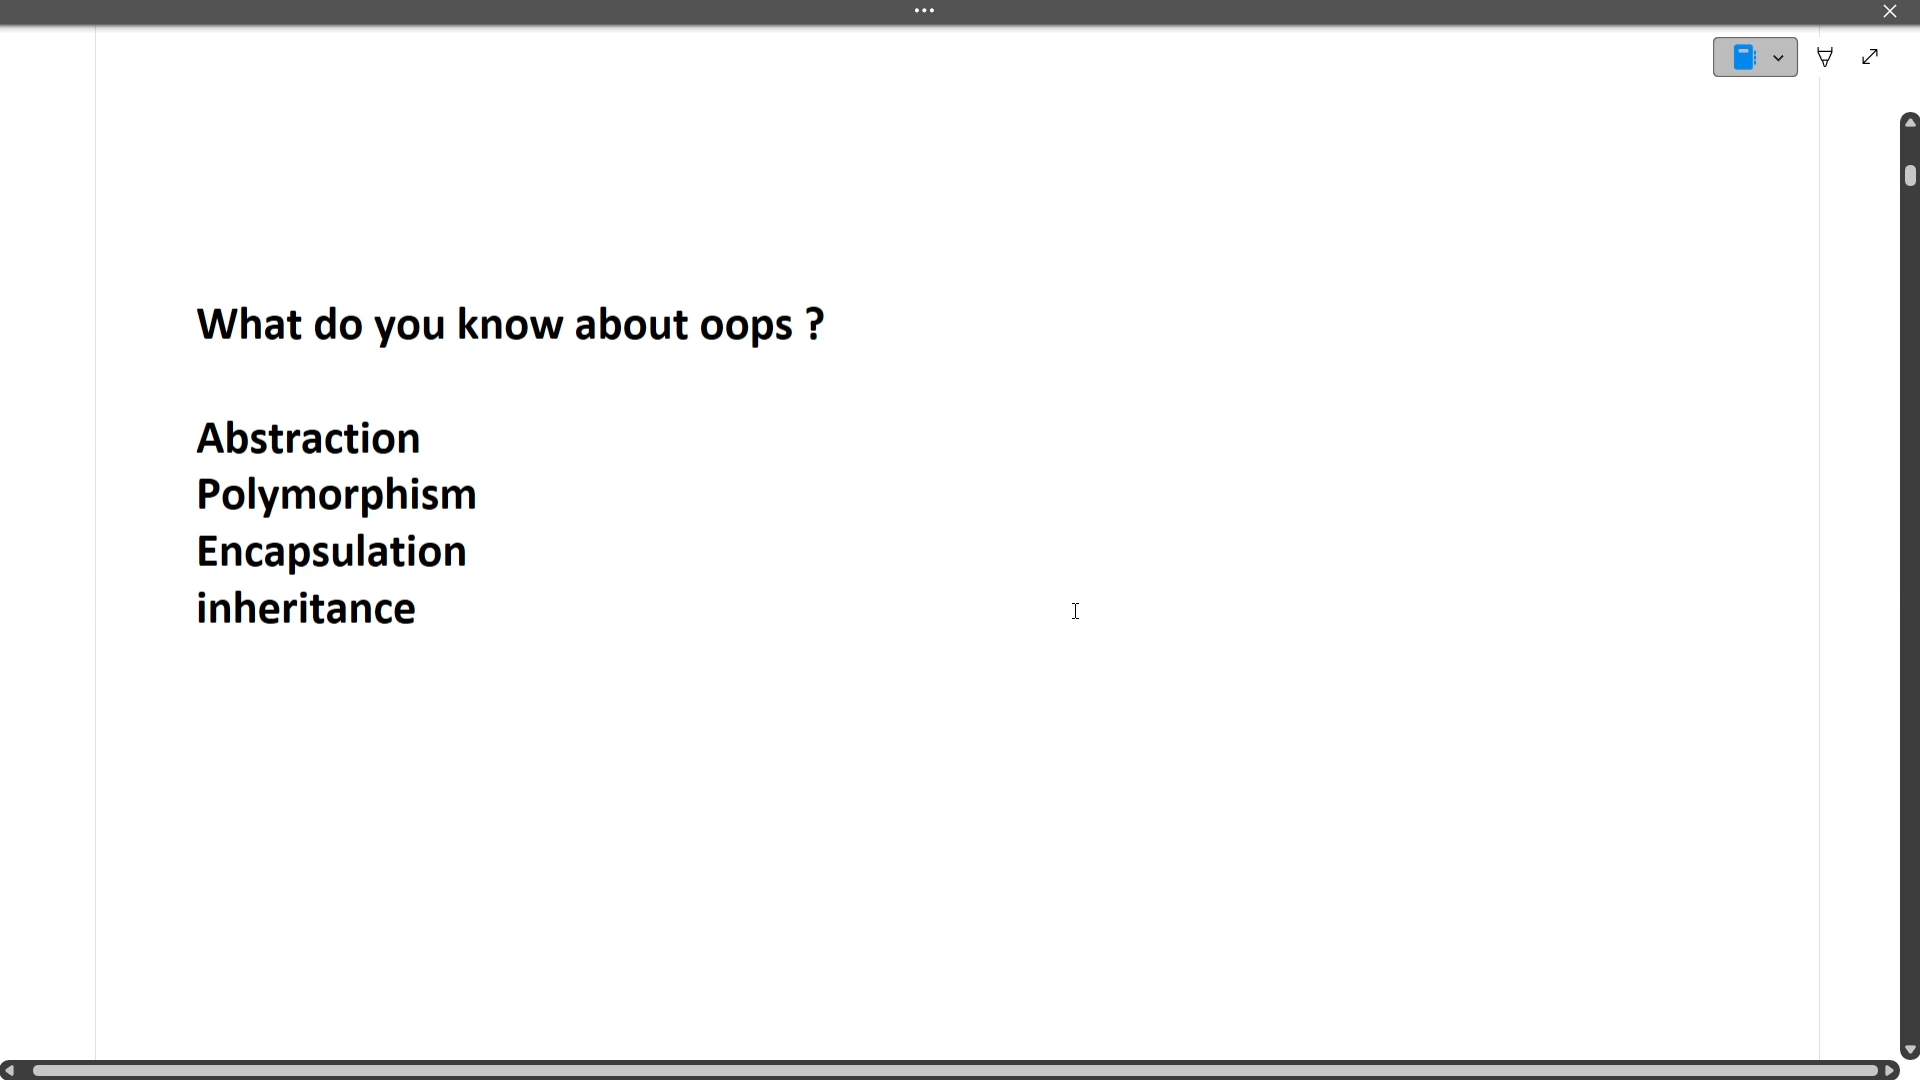 What do you know about oops ?
Abstraction
Polymorphism
Encapsulation
inheritance